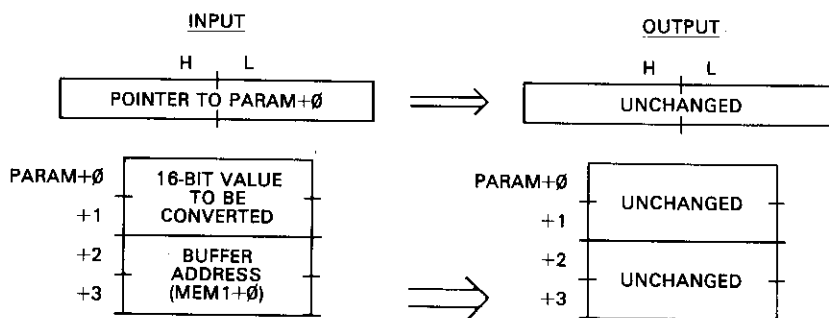 INPUT
OUTPUT
H L
H L
POINTER TO PARAM+Ø
UNCHANGED
PARAM+Ø
+1
+2
+3
16-BIT VALUE
TO BE
CONVERTED
BUFFER
ADDRESS
(MEM1+Ø)
PARAM+Ø
+1
+2
+3
UNCHANGED
UNCHANGED